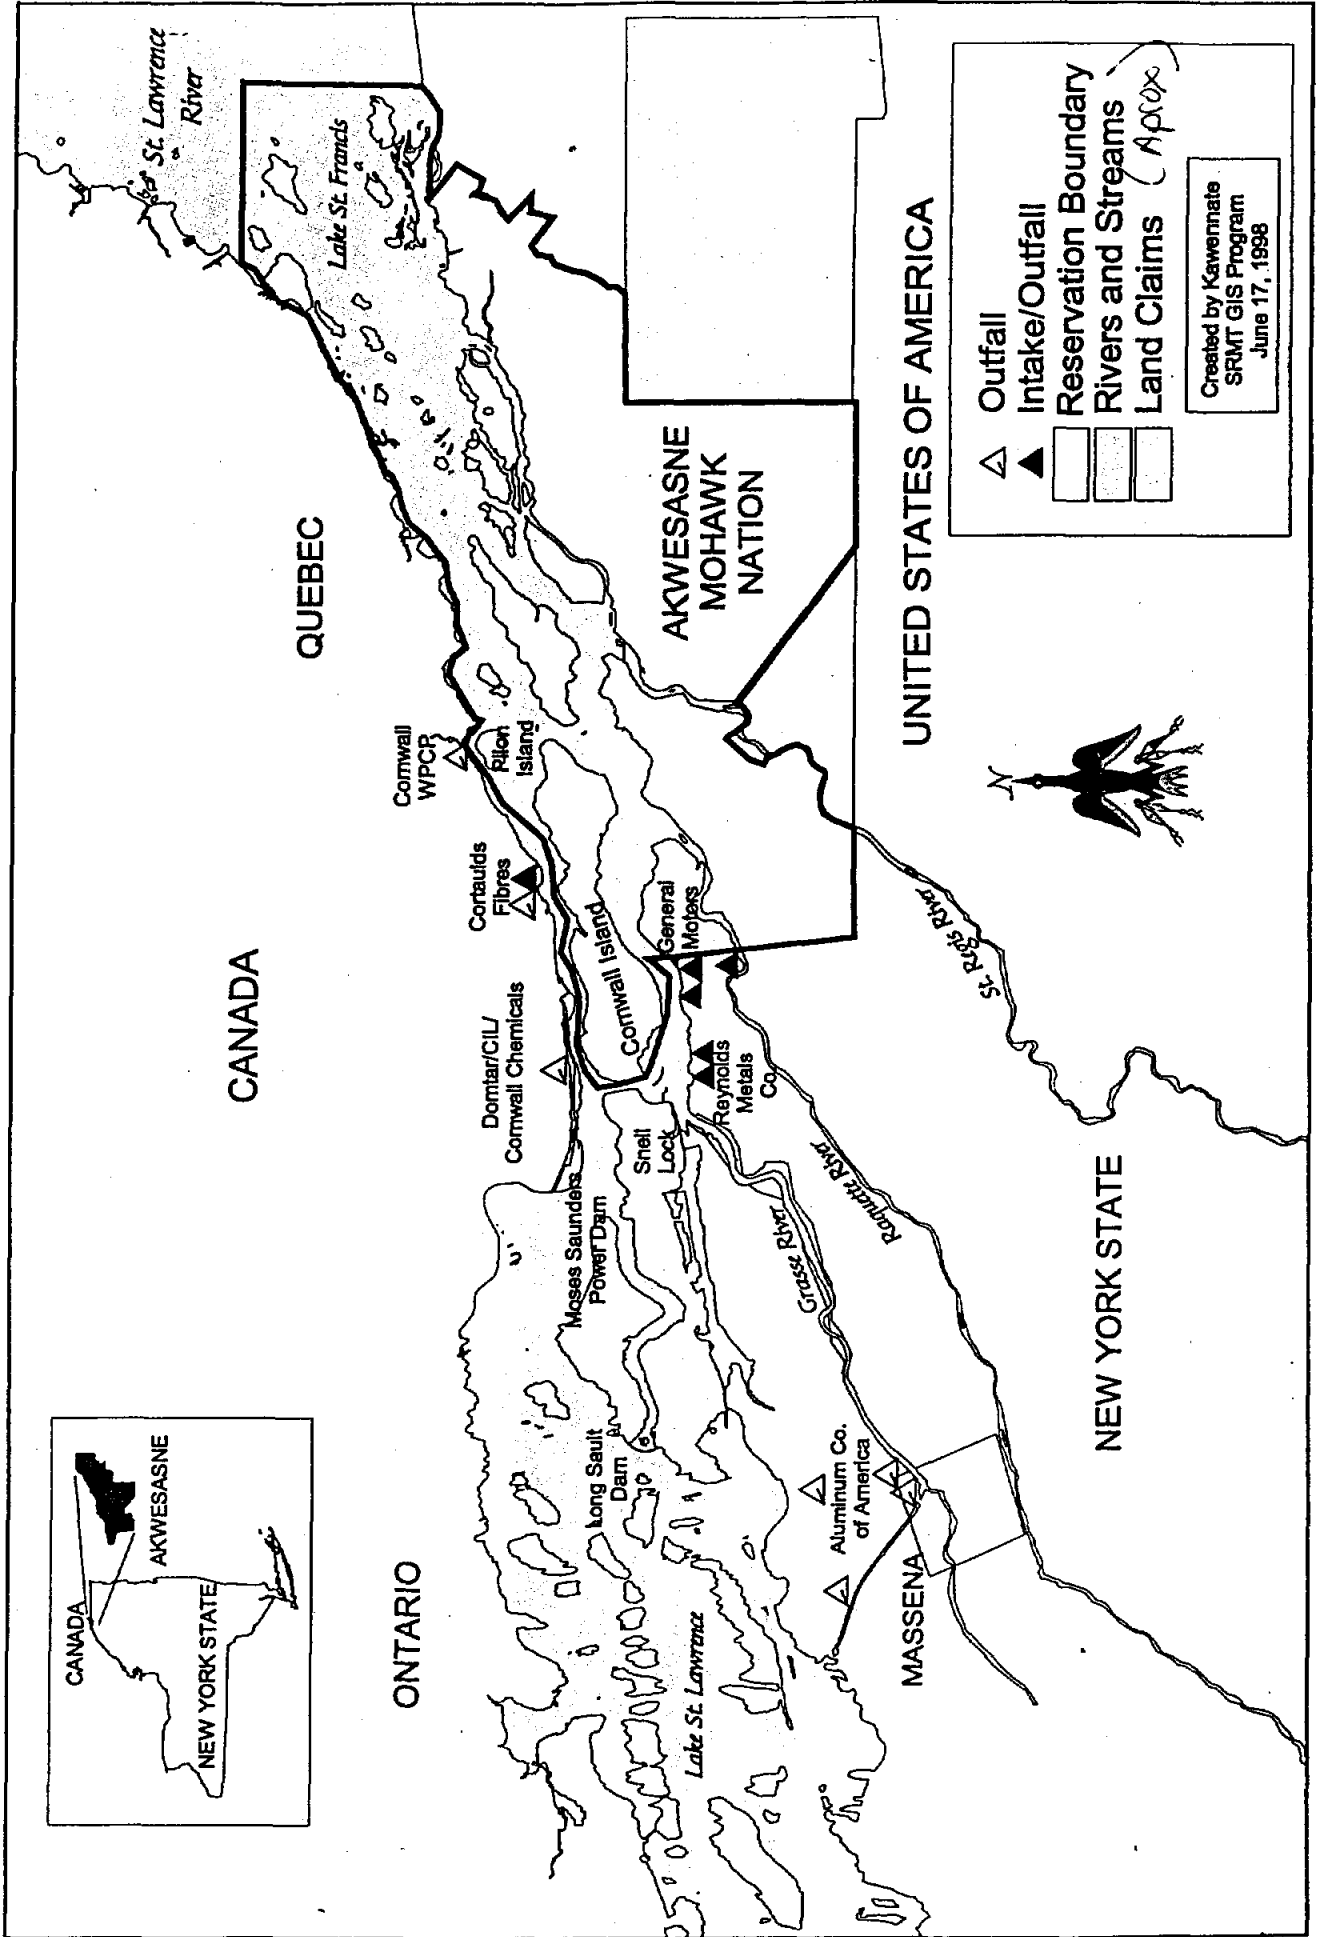 CANADA
AKWESASNE
NEW YORK STATE
St. Lawrence
River
Lake St. Francis
QUEBEC
CANADA
ONTARIO
Cornwall
WPCP
Pilon
Island
Cortaulds
Fibres
Domtar/CIL/
Cornwall Chemicals
Cornwall Island
General
Motors
Moses Saunders
Power Dam
Snell
Lock
Reynolds
Metals
Co.
Long Sault
Dam
Lake St. Lawrence
Aluminum Co.
of America
MASSENA
Grasse River
Raquette River
St. Regis River
AKWESASNE
MOHAWK
NATION
NEW YORK STATE
UNITED STATES OF AMERICA
N
Outfall
Intake/Outfall
Reservation Boundary
Rivers and Streams
Land Claims (Aprox)
Created by Kawennate
SRMT GIS Program
June 17, 1998